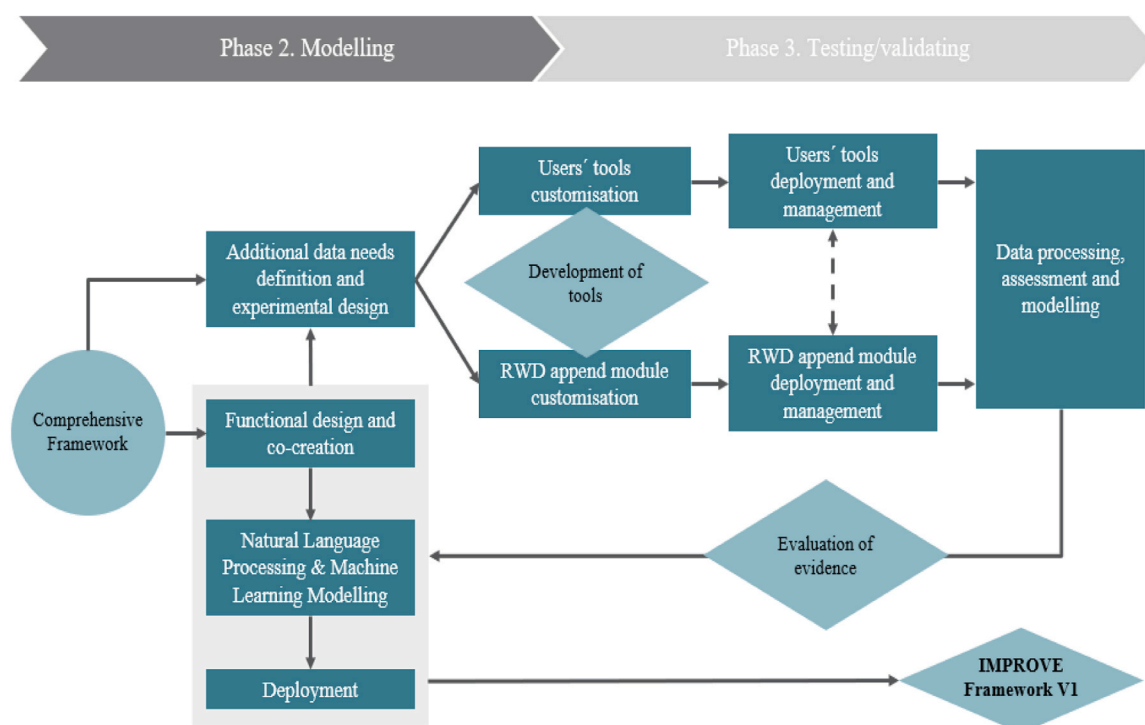 Phase 2. Modelling
Phase 3. Testing/validating
Users´ tools
customisation
Users´ tools
deployment and
management
Additional data needs
definition and
experimental design
Development of
tools
Data processing,
assessment and
modelling
RWD append module
customisation
RWD append module
deployment and
management
Comprehensive
Framework
Functional design and
co-creation
Natural Language
Processing & Machine
Learning Modelling
Evaluation of
evidence
Deployment
IMPROVE
Framework V1